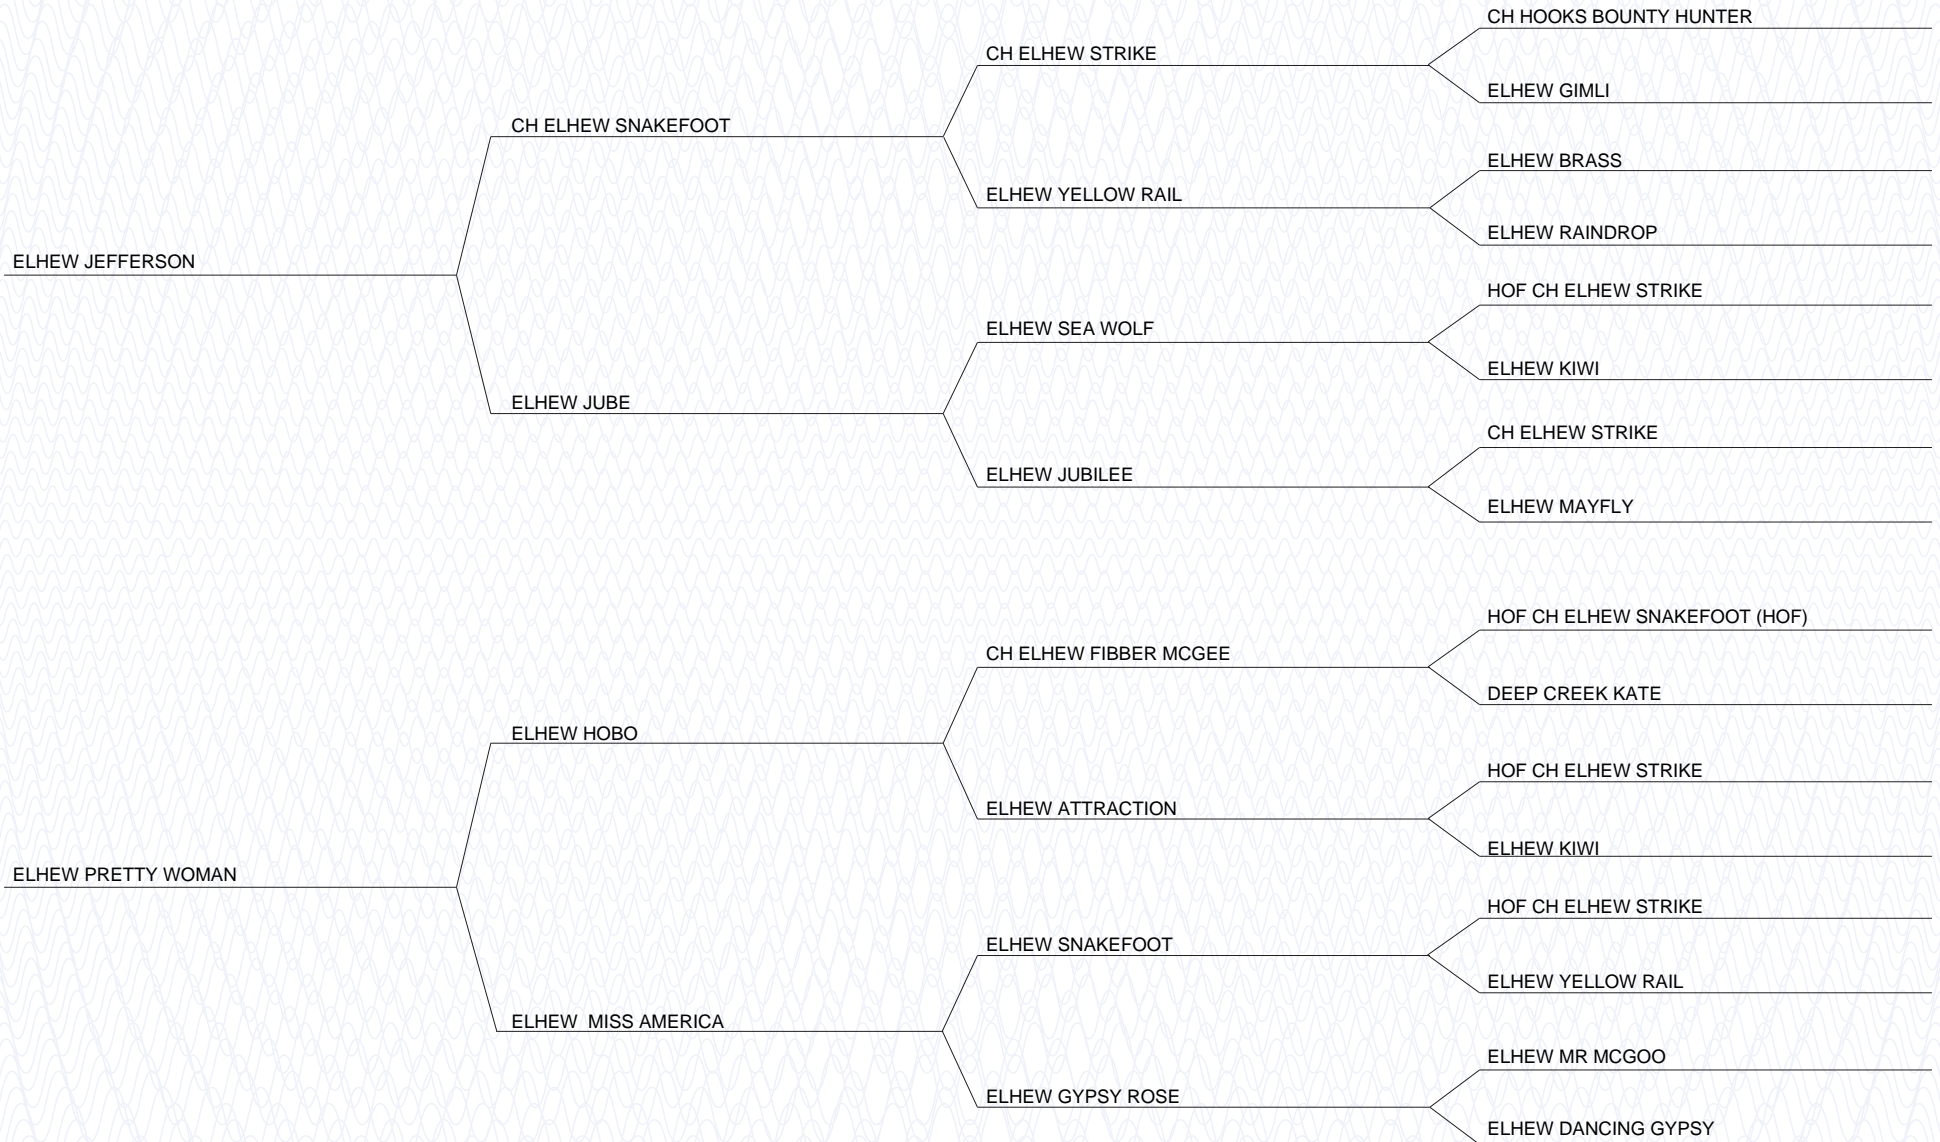 CH HOOKS BOUNTY HUNTER
CH ELHEW STRIKE
ELHEW GIMLI
CH ELHEW SNAKEFOOT
ELHEW BRASS
ELHEW YELLOW RAIL
ELHEW RAINDROP
ELHEW JEFFERSON
HOF CH ELHEW STRIKE
ELHEW SEA WOLF
ELHEW KIWI
ELHEW JUBE
CH ELHEW STRIKE
ELHEW JUBILEE
ELHEW MAYFLY
HOF CH ELHEW SNAKEFOOT (HOF)
CH ELHEW FIBBER MCGEE
DEEP CREEK KATE
ELHEW HOBO
HOF CH ELHEW STRIKE
ELHEW ATTRACTION
ELHEW KIWI
ELHEW PRETTY WOMAN
HOF CH ELHEW STRIKE
ELHEW SNAKEFOOT
ELHEW YELLOW RAIL
ELHEW  MISS AMERICA
ELHEW MR MCGOO
ELHEW GYPSY ROSE
ELHEW DANCING GYPSY